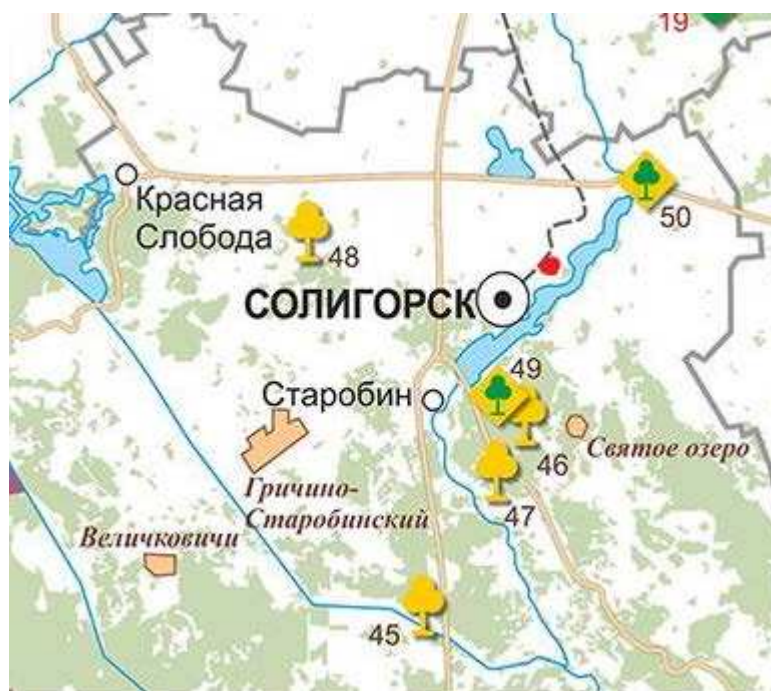 19
Красная
Слобода
48
50
СОЛИГОРСК
49
Старобин
46
Святое озеро
47
Гричино-
Старобинский
Величковичи
45